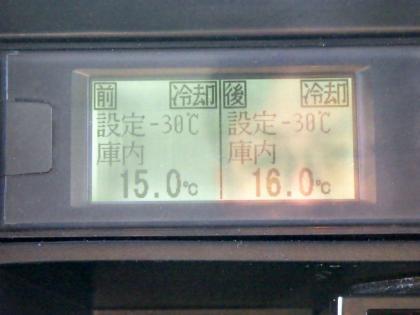 前 冷却
設定-30℃
庫内
15.0℃
後 冷却
設定-30℃
庫内
16.0℃